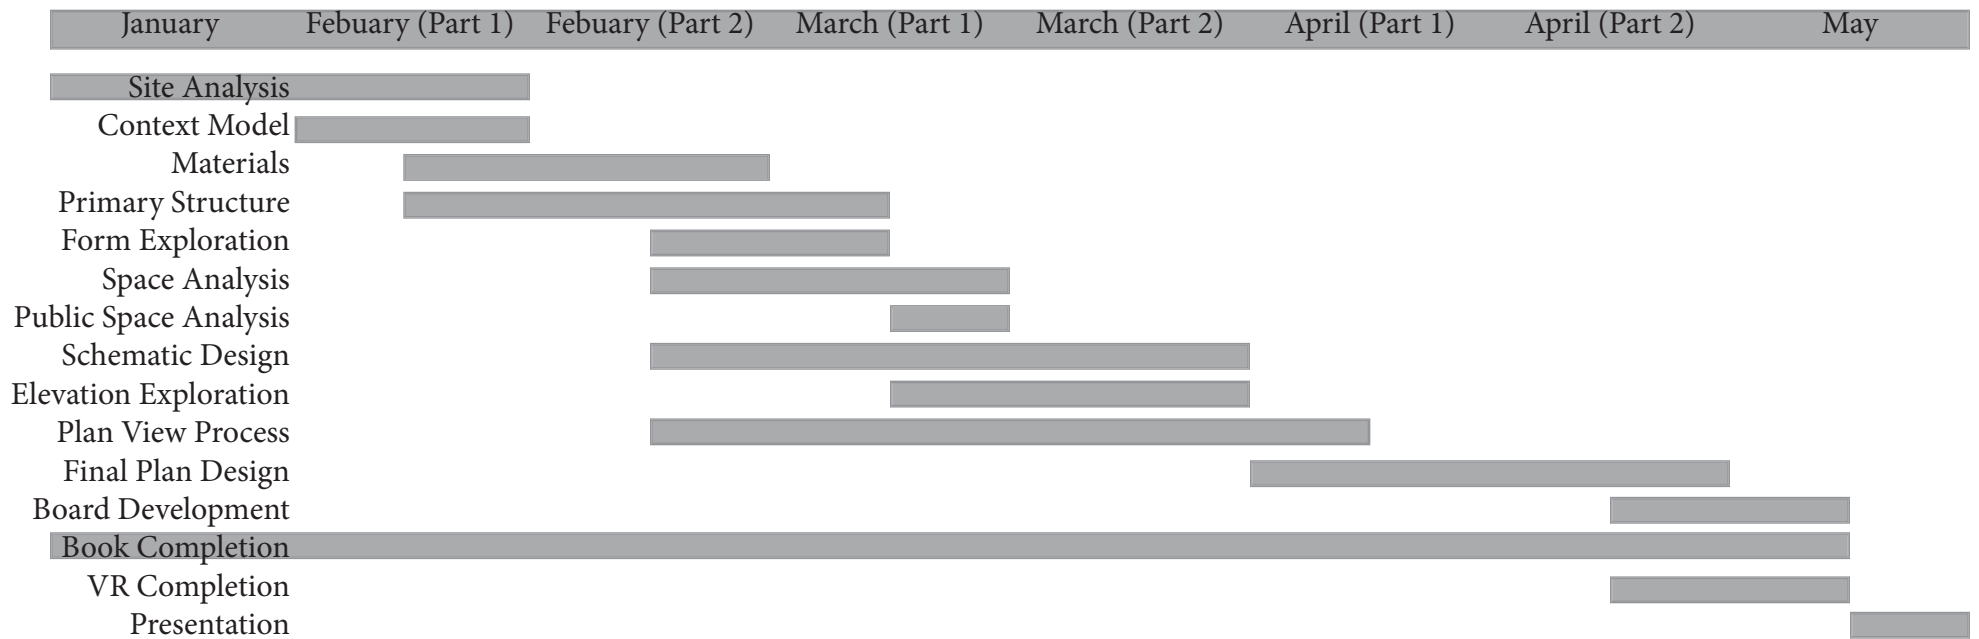 January Febuary (Part 1) Febuary (Part 2) March (Part 1) March (Part 2) April (Part 1) April (Part 2) May
Site Analysis
Context Model
Materials
Primary Structure
Form Exploration
Space Analysis
Public Space Analysis
Schematic Design
Elevation Exploration
Plan View Process
Final Plan Design
Board Development
Book Completion
VR Completion
Presentation